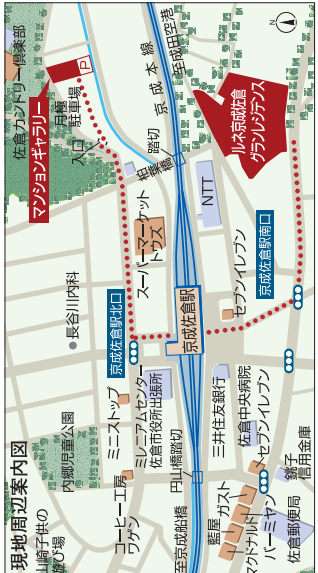 現地周辺案内図
佐倉カントリー倶楽部
マンションギャラリー
月極
駐車場
P
入口
京成本線
至成田空港
N
ルネ京成佐倉
グランレジデンス
踏切
スーパーマーケット
トウズ
NTT
長谷川内科
京成佐倉駅北口
京成佐倉駅
セブンイレブン
京成佐倉駅南口
内郷児童公園
ミニストップ
ミレニアムセンター
佐倉市役所出張所
三井住友銀行
佐倉中央病院
セブンイレブン
山崎子供の
遊び場
コーヒー工房
ワゲン
円山橋踏切
至京成船橋
藍屋
ガスト
マクドナルド
バーミヤン
銚子
信用金庫
佐倉郵便局